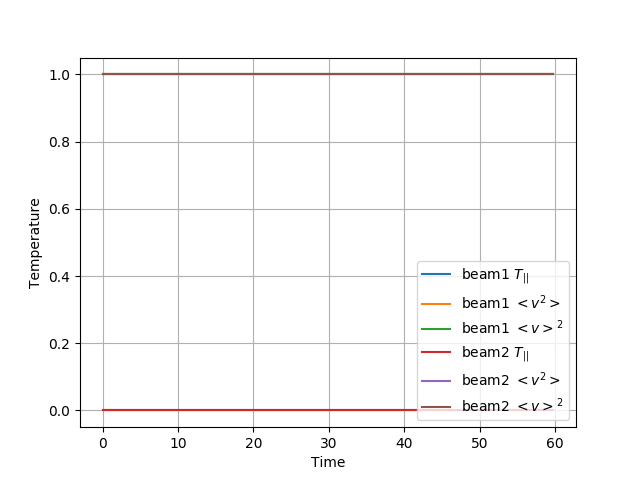 1.0
0.8
0.6
0.4
0.2
0.0
Temperature
beam1 $T_{||}$
beam1 $<v^2>$
beam1 $<v>^2$
beam2 $T_{||}$
beam2 $<v^2>$
beam2 $<v>^2$
0 10 20 30 40 50 60
Time